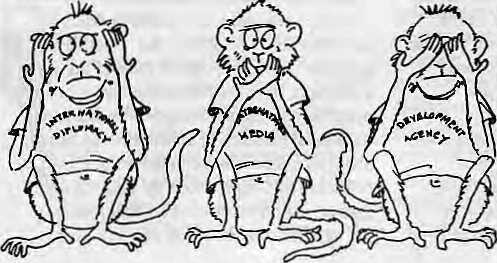 INTERNATIONAL
DIPLOMACY
INTERNATIONAL
MEDIA
DEVELOPMENT
AGENCY